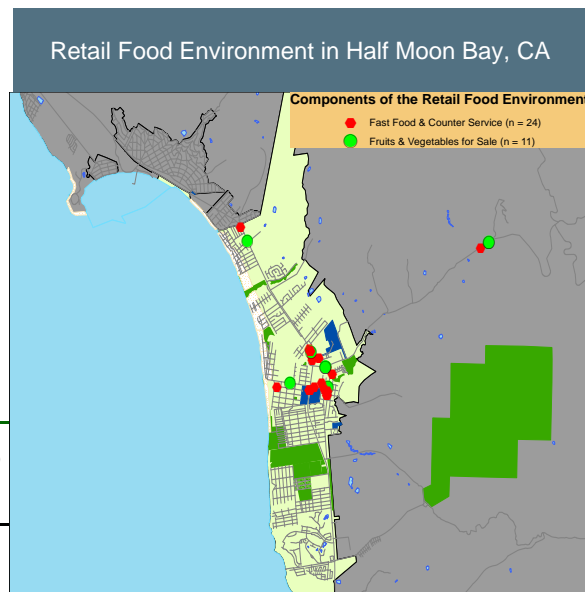 Retail Food Environment in Half Moon Bay, CA
Components of the Retail Food Environment
Fast Food & Counter Service (n = 24)
Fruits & Vegetables for Sale (n = 11)